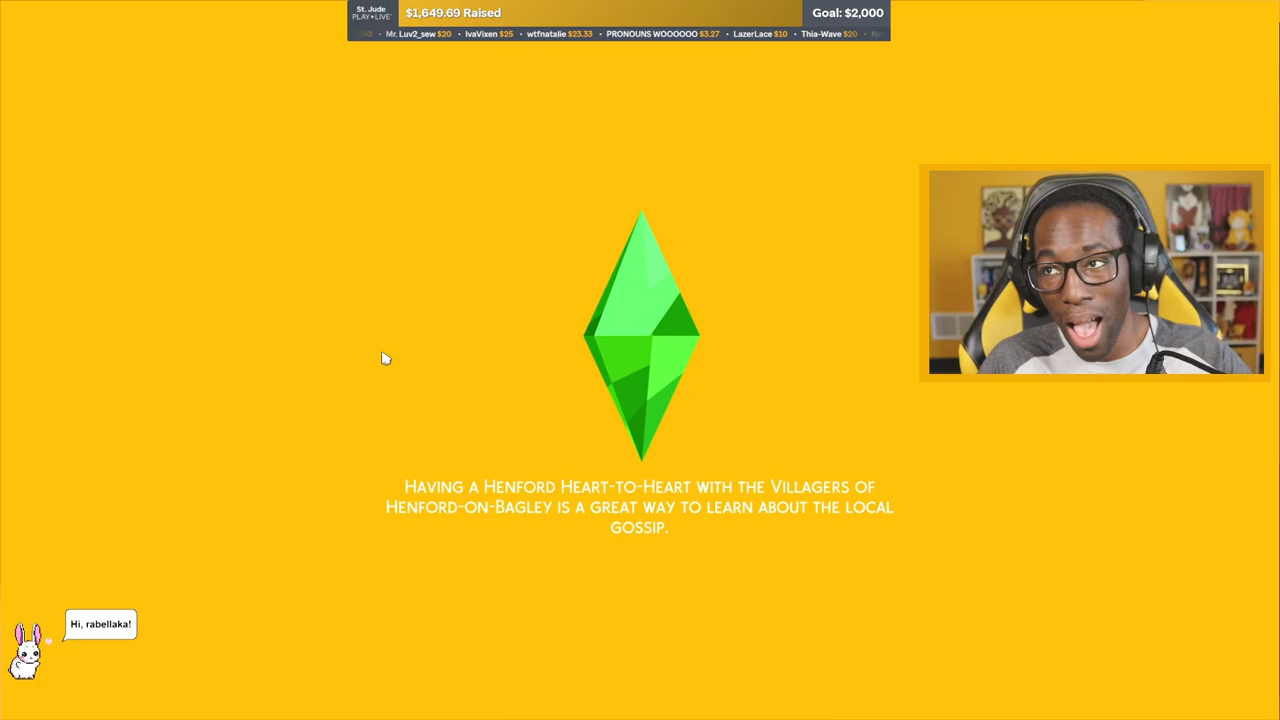 St. Jude
PLAY LIVE
$1,649.69 Raised
Goal: $2,000
Mr. Luv2_sew $20 • IvaVixen $25 • wtfnatalie $23.33 • PRONOUNS WOOOOOO $3.27 • LazerLace $10 • Thia-Wave $20 •
Having a Henford Heart-to-Heart with the Villagers of
Henford-on-Bagley is a great way to learn about the local
gossip.
Hi, rabellaka!